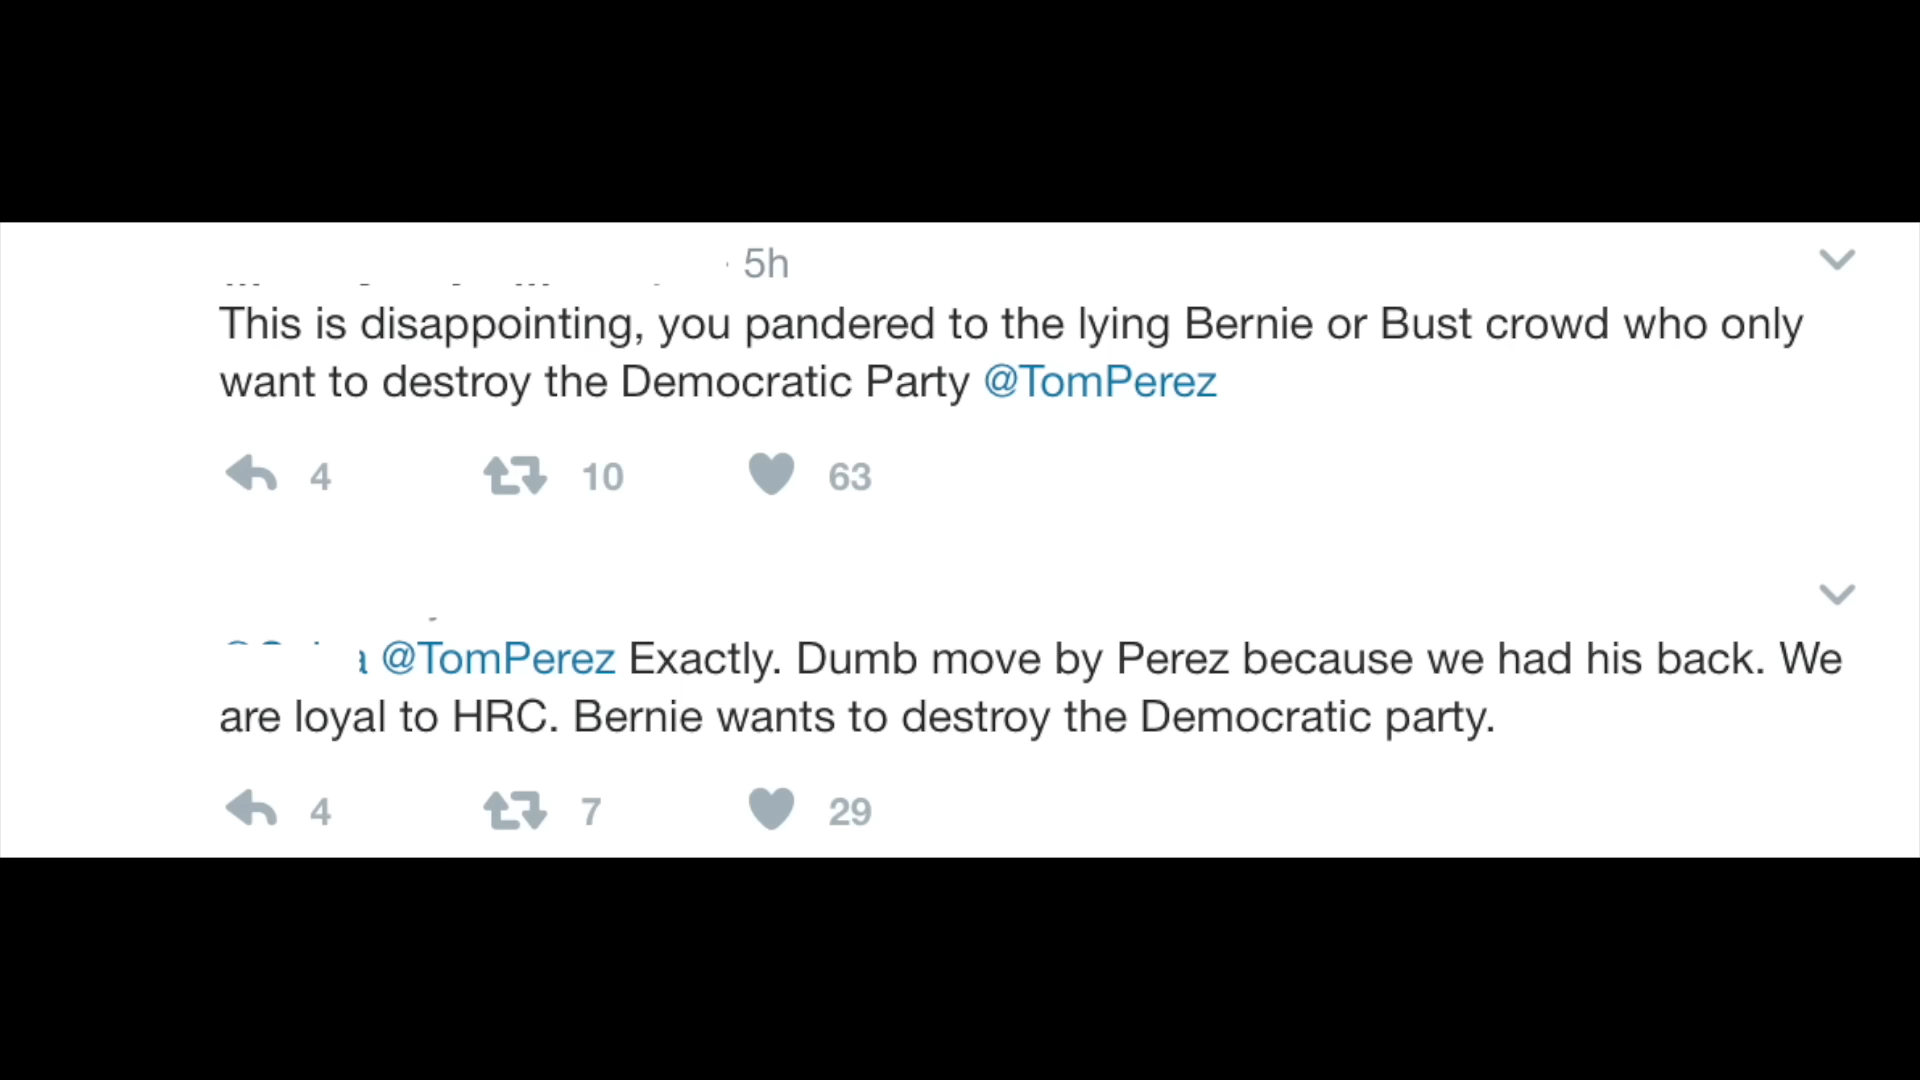 · 5h
This is disappointing, you pandered to the lying Bernie or Bust crowd who only
want to destroy the Democratic Party @TomPerez
4 10 63
@TomPerez Exactly. Dumb move by Perez because we had his back. We
are loyal to HRC. Bernie wants to destroy the Democratic party.
4 7 29